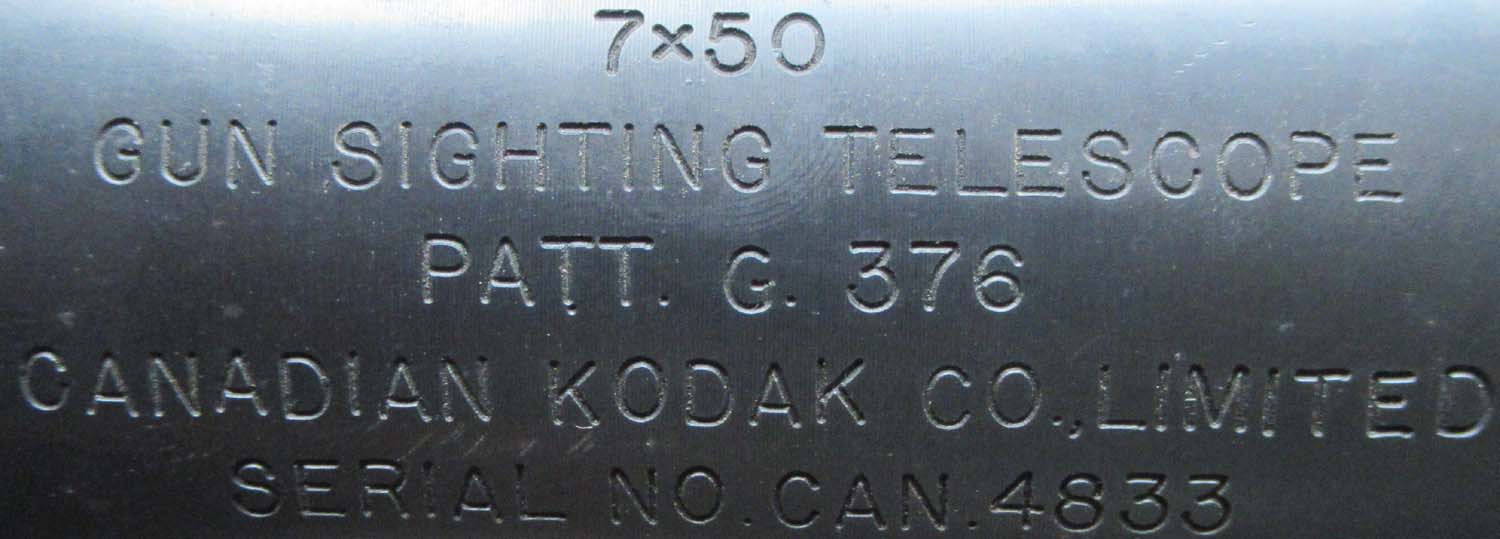 7×50
GUN SIGHTING TELESCOPE
PATT. G. 376
CANADIAN KODAK CO.,LIMITED
SERIAL NO.CAN.4833